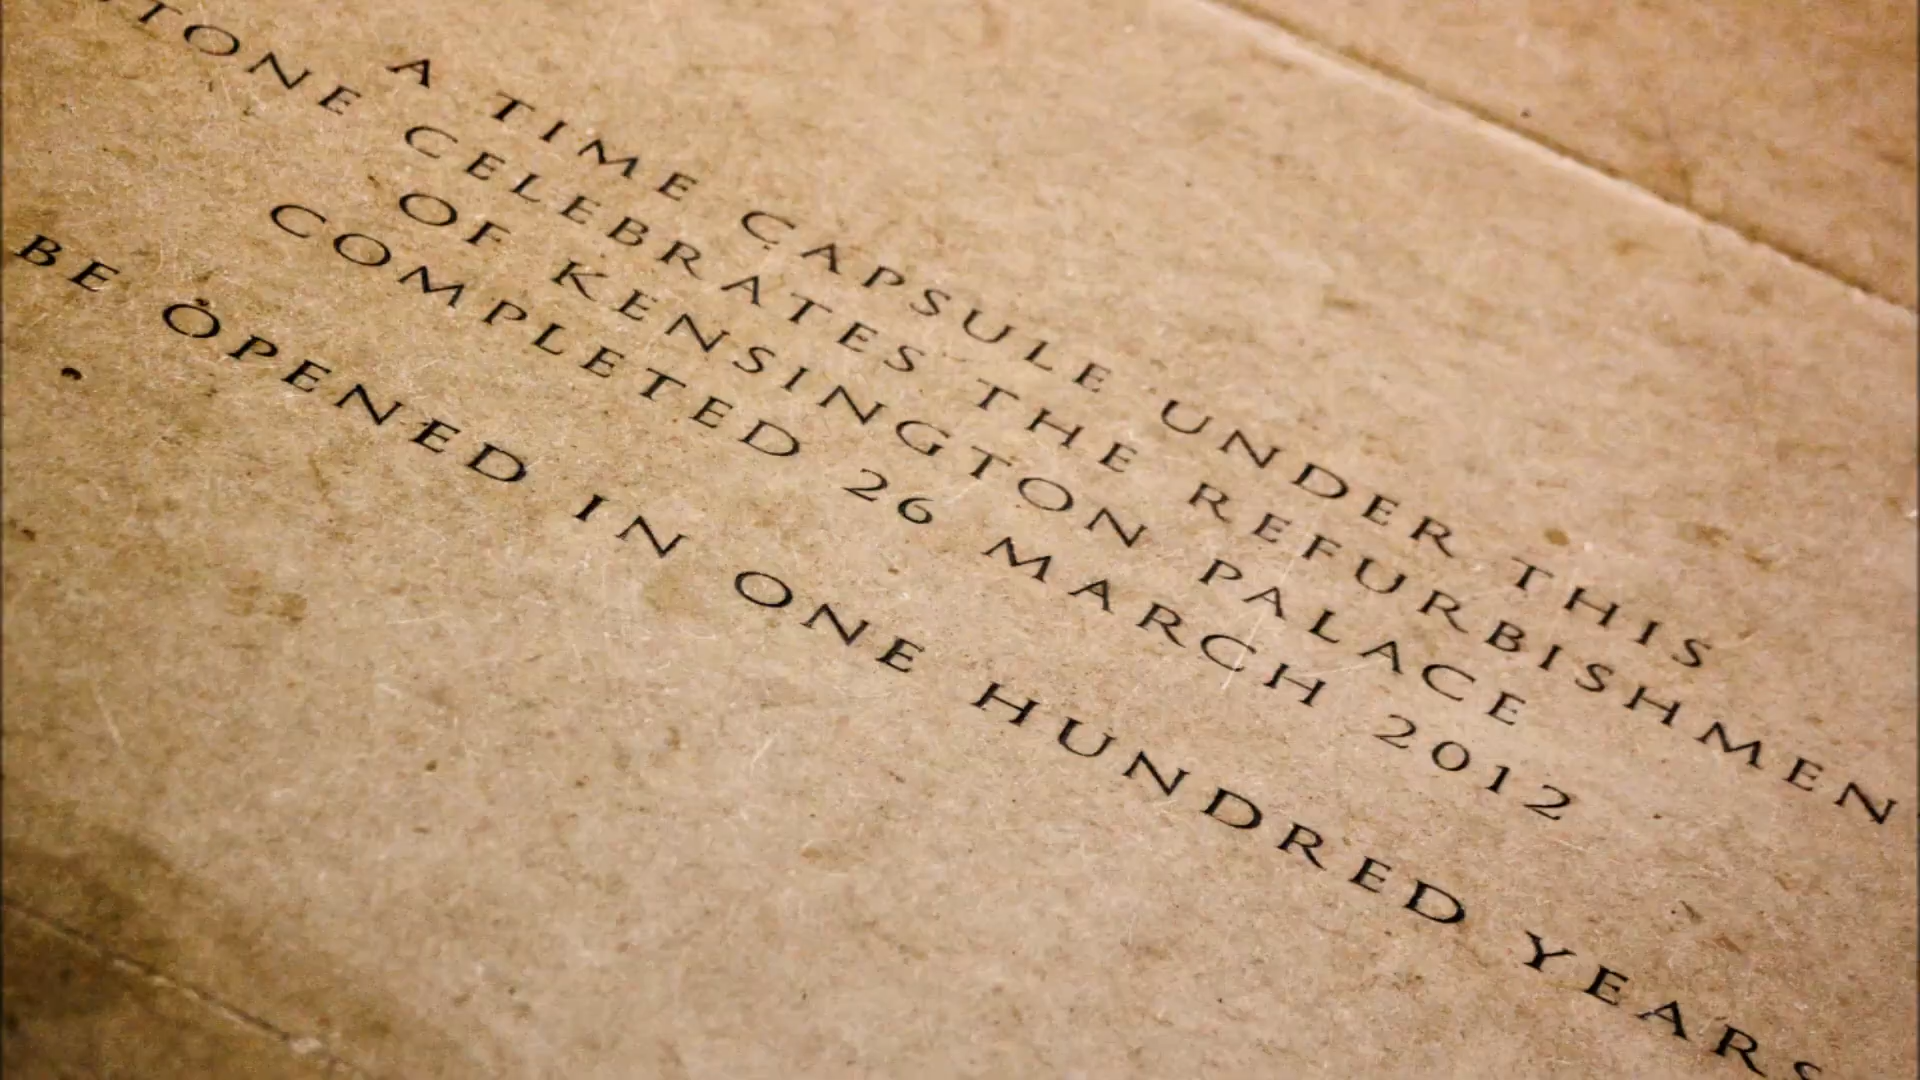 A TIME CAPSULE UNDER THIS
STONE CELEBRATES THE REFURBISHMEN
OF KENSINGTON PALACE
COMPLETED 26 MARCH 2012
BE OPENED IN ONE HUNDRED YEARS